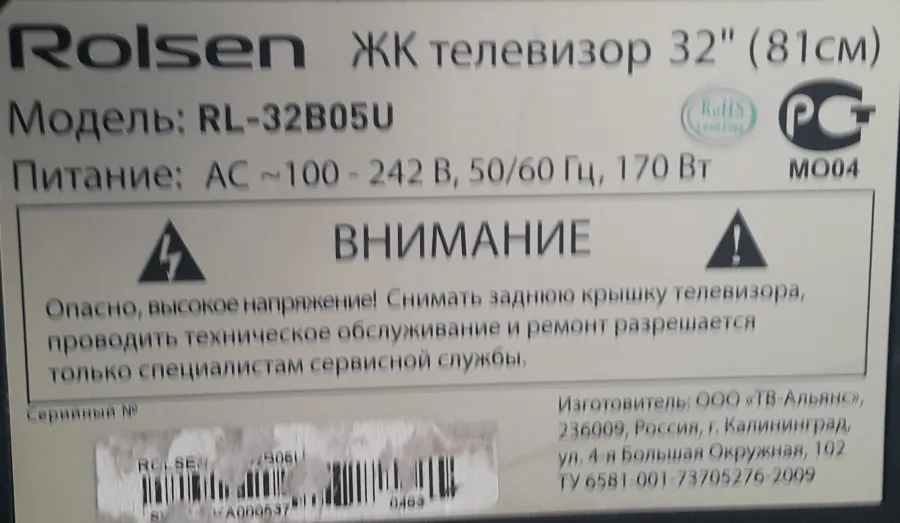 Rolsen ЖК телевизор 32" (81см)
Модель: RL-32B05U
RoHS
РСТ
МО04
Питание: AC ~100 - 242 В, 50/60 Гц, 170 Вт
ВНИМАНИЕ
Опасно, высокое напряжение! Снимать заднюю крышку телевизора,
проводить техническое обслуживание и ремонт разрешается
только специалистам сервисной службы.
Серийный №
Изготовитель: ООО «ТВ-Альянс»,
236009, Россия, г. Калининград,
ул. 4-я Большая Окружная, 102
ТУ 6581-001-73705276-2009